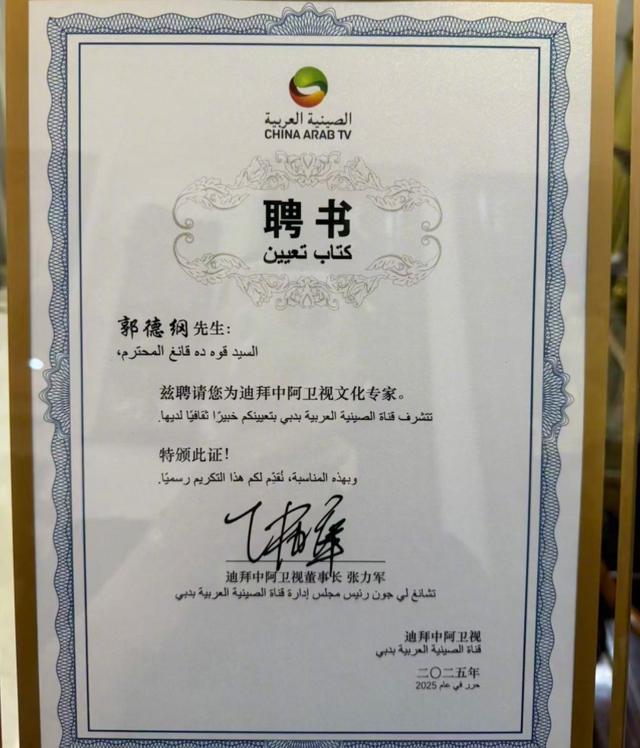 الصينية العربية
CHINA ARAB TV
聘书
كتاب تعيين
郭德纲先生:
السيد قوه ده قانغ المحترم،
兹聘请您为迪拜中阿卫视文化专家。
تتشرف قناة الصينية العربية بدبي بتعيينكم خبيرًا ثقافيًا لديها.
特颁此证!
وبهذه المناسبة، نُقدِّم لكم هذا التكريم رسميًا.
迪拜中阿卫视董事长 张力军
تشانغ لي جون رئيس مجلس إدارة قناة الصينية العربية بدبي
迪拜中阿卫视
قناة الصينية العربية بدبي
二〇二五年
حرر في عام 2025